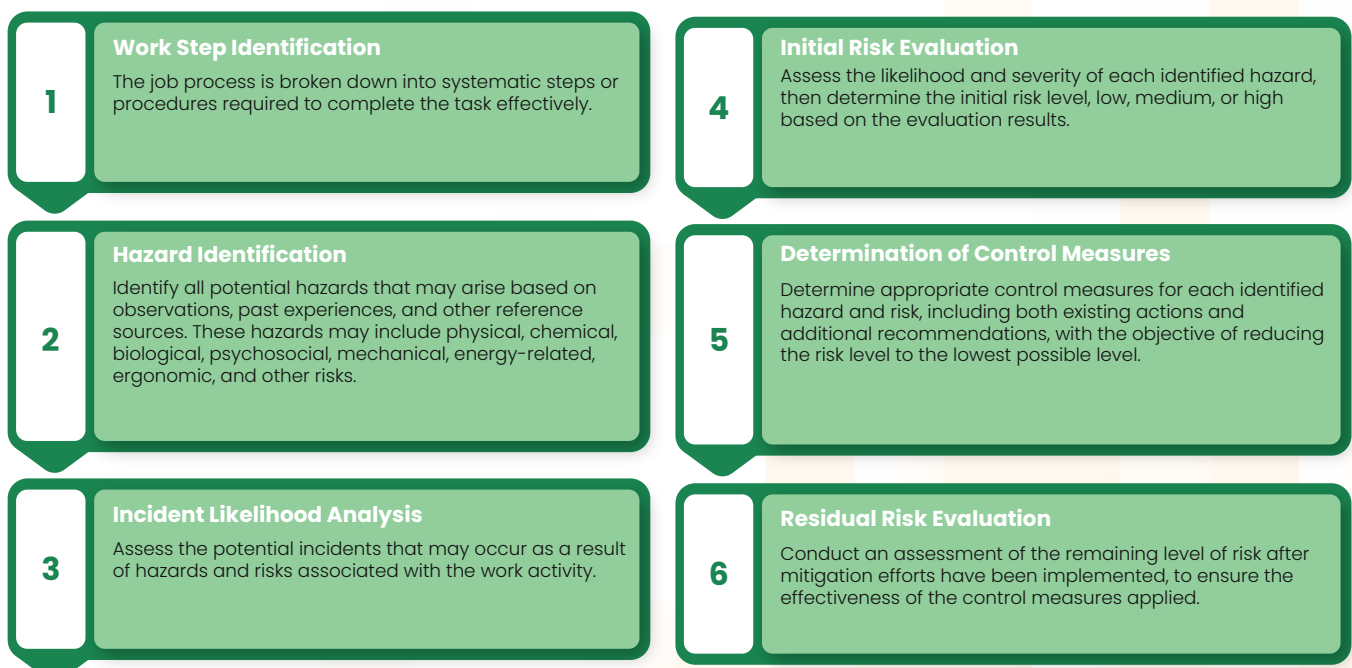 1
Work Step Identification
The job process is broken down into systematic steps or
procedures required to complete the task effectively.
2
Hazard Identification
Identify all potential hazards that may arise based on
observations, past experiences, and other reference
sources. These hazards may include physical, chemical,
biological, psychosocial, mechanical, energy-related,
ergonomic, and other risks.
3
Incident Likelihood Analysis
Assess the potential incidents that may occur as a result
of hazards and risks associated with the work activity.
4
Initial Risk Evaluation
Assess the likelihood and severity of each identified hazard,
then determine the initial risk level, low, medium, or high
based on the evaluation results.
5
Determination of Control Measures
Determine appropriate control measures for each identified
hazard and risk, including both existing actions and
additional recommendations, with the objective of reducing
the risk level to the lowest possible level.
6
Residual Risk Evaluation
Conduct an assessment of the remaining level of risk after
mitigation efforts have been implemented, to ensure the
effectiveness of the control measures applied.